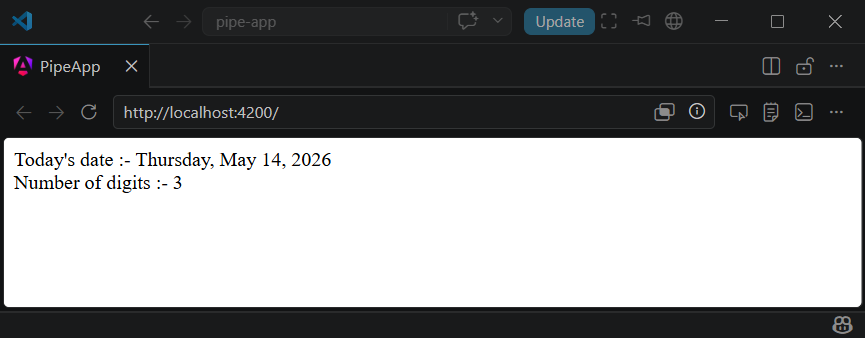 pipe-app
Update
PipeApp
http://localhost:4200/
Today's date :- Thursday, May 14, 2026
Number of digits :- 3